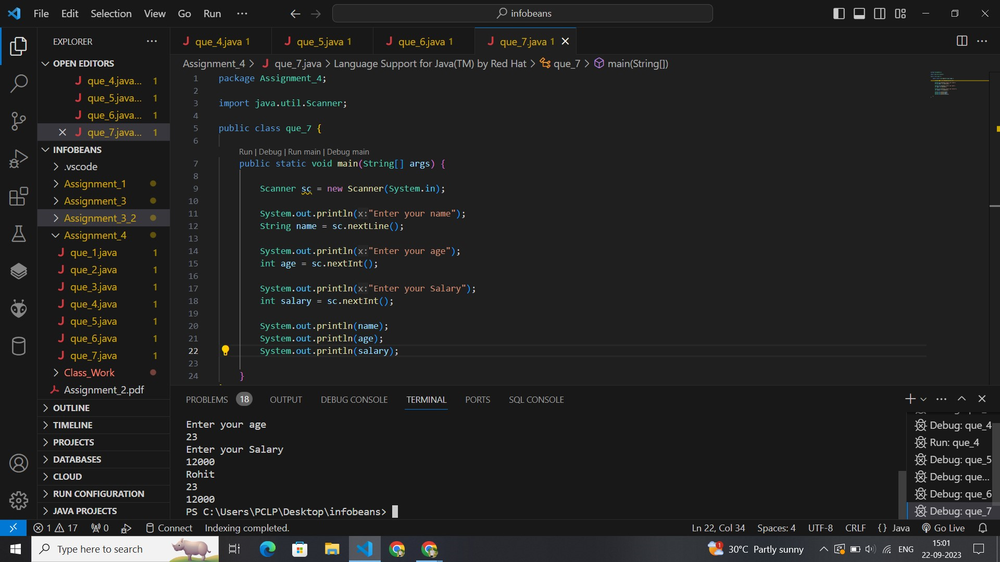 File Edit Selection View Go Run ··· infobeans
EXPLORER ···
OPEN EDITORS
que_4.java... 1
que_5.java... 1
que_6.java... 1
que_7.java... 1
INFOBEANS
.vscode
Assignment_1
Assignment_3
Assignment_3_2
Assignment_4
que_1.java 1
que_2.java 1
que_3.java 1
que_4.java 1
que_5.java 1
que_6.java 1
que_7.java 1
Class_Work
Assignment_2.pdf
OUTLINE
TIMELINE
PROJECTS
DATABASES
CLOUD
RUN CONFIGURATION
JAVA PROJECTS
que_4.java 1 que_5.java 1 que_6.java 1 que_7.java 1
Assignment_4 > que_7.java > Language Support for Java(TM) by Red Hat > que_7 > main(String[])
1 package Assignment_4;
2
3 import java.util.Scanner;
4
5 public class que_7 {
6
Run | Debug | Run main | Debug main
7 public static void main(String[] args) {
8
9 Scanner sc = new Scanner(System.in);
10
11 System.out.println(x:"Enter your name");
12 String name = sc.nextLine();
13
14 System.out.println(x:"Enter your age");
15 int age = sc.nextInt();
16
17 System.out.println(x:"Enter your Salary");
18 int salary = sc.nextInt();
19
20 System.out.println(name);
21 System.out.println(age);
22 System.out.println(salary);
23
24 }
PROBLEMS 18 OUTPUT DEBUG CONSOLE TERMINAL PORTS SQL CONSOLE
Enter your age
23
Enter your Salary
12000
Rohit
23
12000
PS C:\Users\PCLP\Desktop\infobeans>
Debug: que_4
Run: que_4
Debug: que_5
Debug: que...
Debug: que_6
Debug: que_7
1 17 0 Connect Indexing completed. Ln 22, Col 34 Spaces: 4 UTF-8 CRLF {} Java Go Live
Type here to search 1 30°C Partly sunny ENG 15:01
22-09-2023